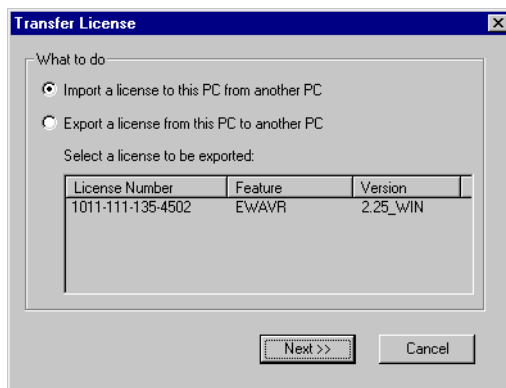 Transfer License
What to do
Import a license to this PC from another PC
Export a license from this PC to another PC
Select a license to be exported:
License Number Feature Version
1011-111-135-4502 EWAVR 2.25_WIN
Next >> Cancel